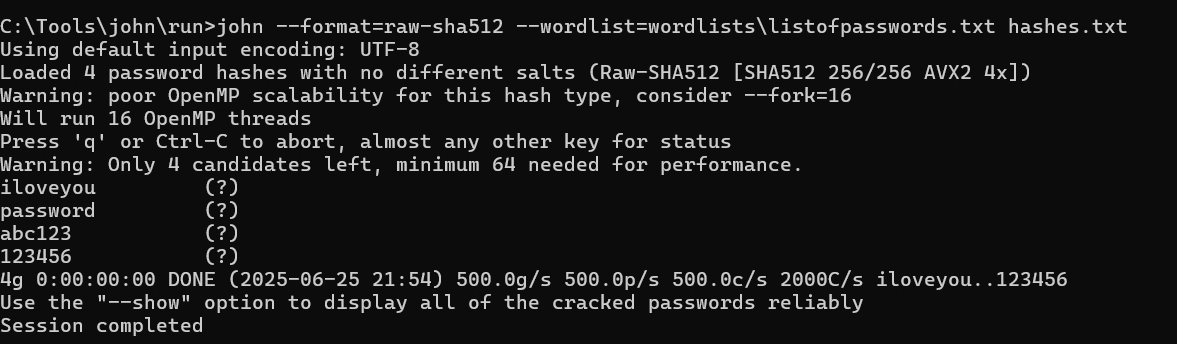 C:\Tools\john\run>john --format=raw-sha512 --wordlist=wordlists\listofpasswords.txt hashes.txt
Using default input encoding: UTF-8
Loaded 4 password hashes with no different salts (Raw-SHA512 [SHA512 256/256 AVX2 4x])
Warning: poor OpenMP scalability for this hash type, consider --fork=16
Will run 16 OpenMP threads
Press 'q' or Ctrl-C to abort, almost any other key for status
Warning: Only 4 candidates left, minimum 64 needed for performance.
iloveyou         (?)
password         (?)
abc123           (?)
123456           (?)
4g 0:00:00:00 DONE (2025-06-25 21:54) 500.0g/s 500.0p/s 500.0c/s 2000C/s iloveyou..123456
Use the "--show" option to display all of the cracked passwords reliably
Session completed